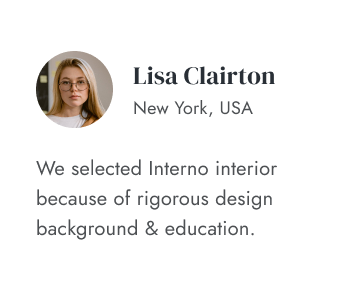 Lisa Clairton
New York, USA
We selected Interno interior
because of rigorous design
background & education.